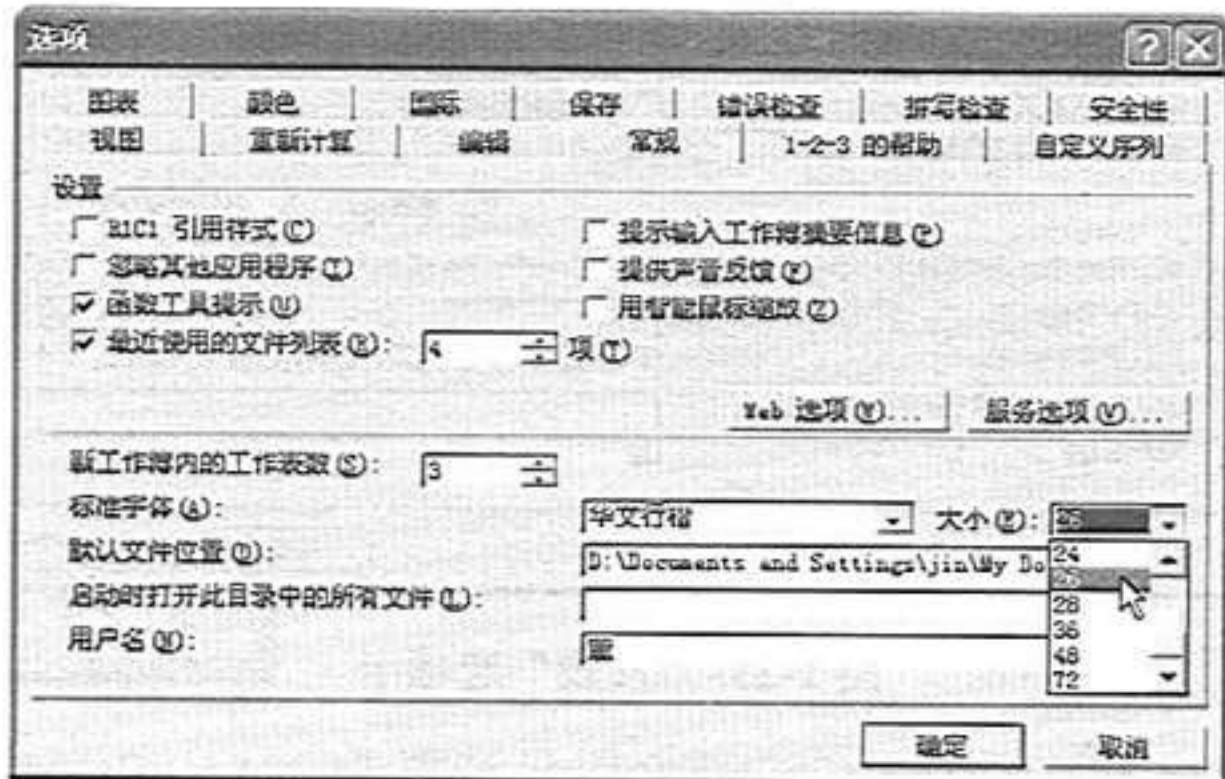 选项
图表 颜色 国际 保存 错误检查 拼写检查 安全性
视图 重新计算 编辑 常规 1-2-3 的帮助 自定义序列
设置
R1C1 引用样式(C) 提示输入工作簿摘要信息(P)
忽略其他应用程序(I) 提供声音反馈(F)
函数工具提示(U) 用智能鼠标缩放(Z)
最近使用的文件列表(R): 4 项(T)
Web 选项 ... 服务选项(V)...
新工作簿内的工作表数(S): 3
标准字体(A): 华文行楷 大小(E): 26
默认文件位置(D): D:\Documents and Settings\jin\My Do
24
26
28
36
48
72
启动时打开此目录中的所有文件(L):
用户名(N):
确定 取消